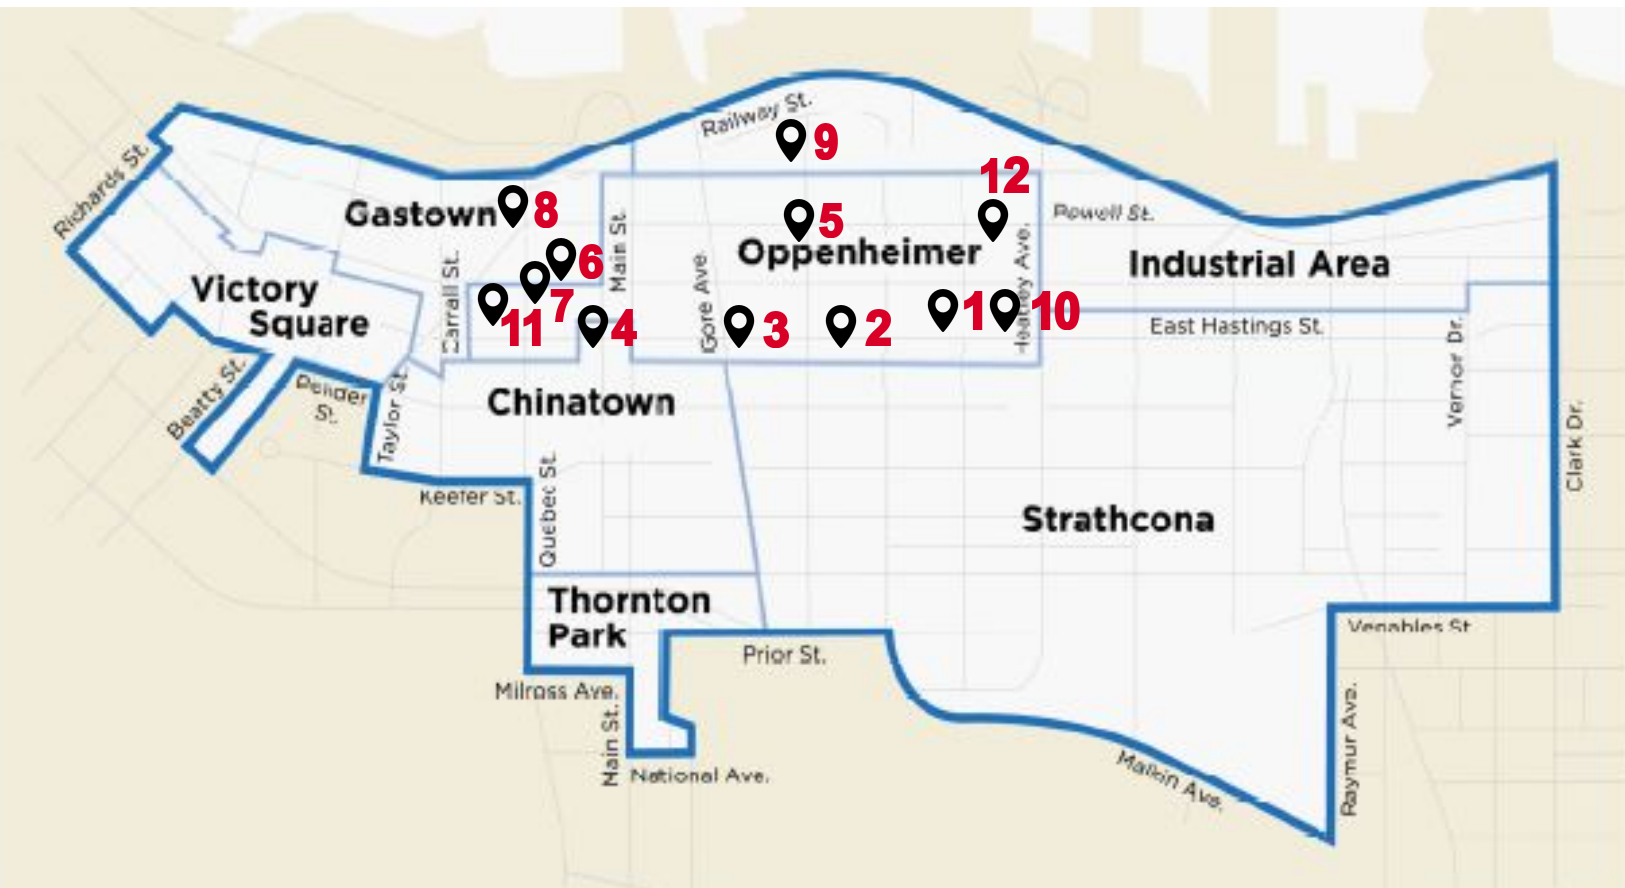 Railway St.
9
12
Richards St.
8
Gastown
5
Powell St.
Main St.
6
Oppenheimer
Heatley Ave.
Industrial Area
Carrall St.
Gore Ave.
Victory
Square
7
11
4
3
2
1
10
East Hastings St.
Vernor Dr.
Beatty St.
Pender
St.
Taylor St.
Chinatown
Clark Dr.
Keefer St.
Quebec St.
Strathcona
Thornton
Park
Prior St.
Venables St
Milross Ave.
Main St.
National Ave.
Malkin Ave.
Raymur Ave.